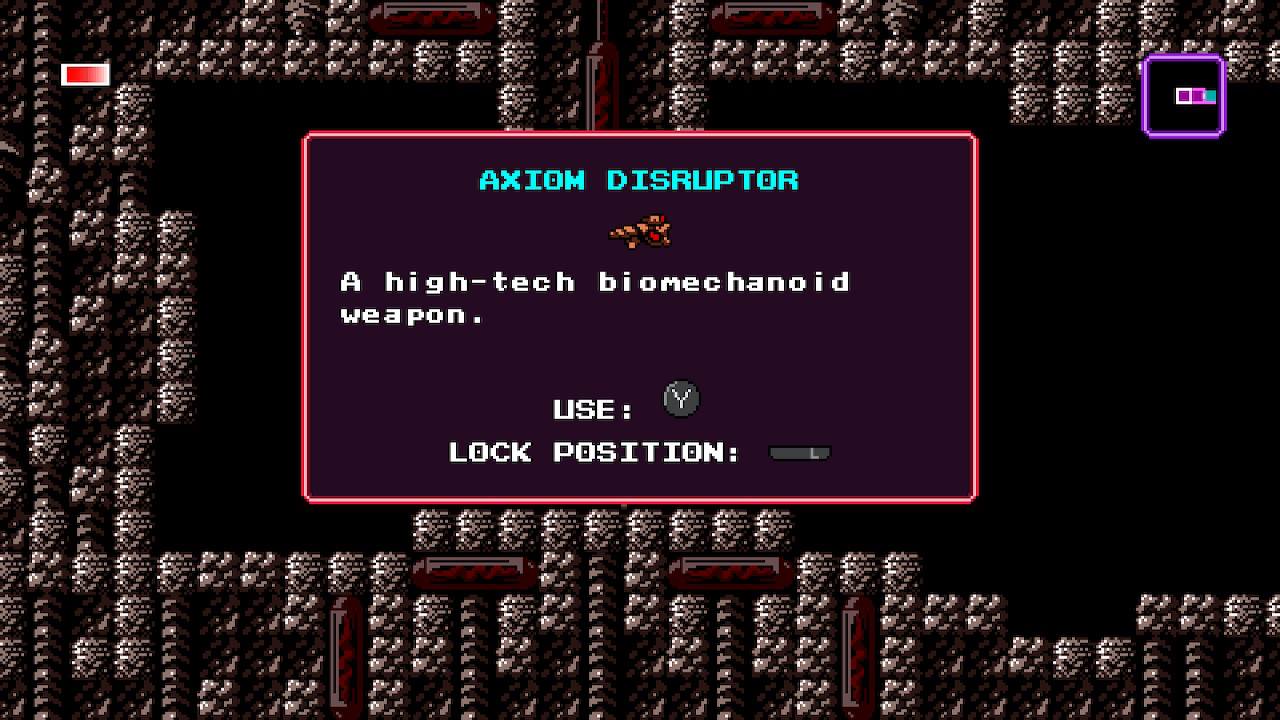 AXIOM DISRUPTOR
A high-tech biomechanoid
weapon.
USE: Y
LOCK POSITION: L